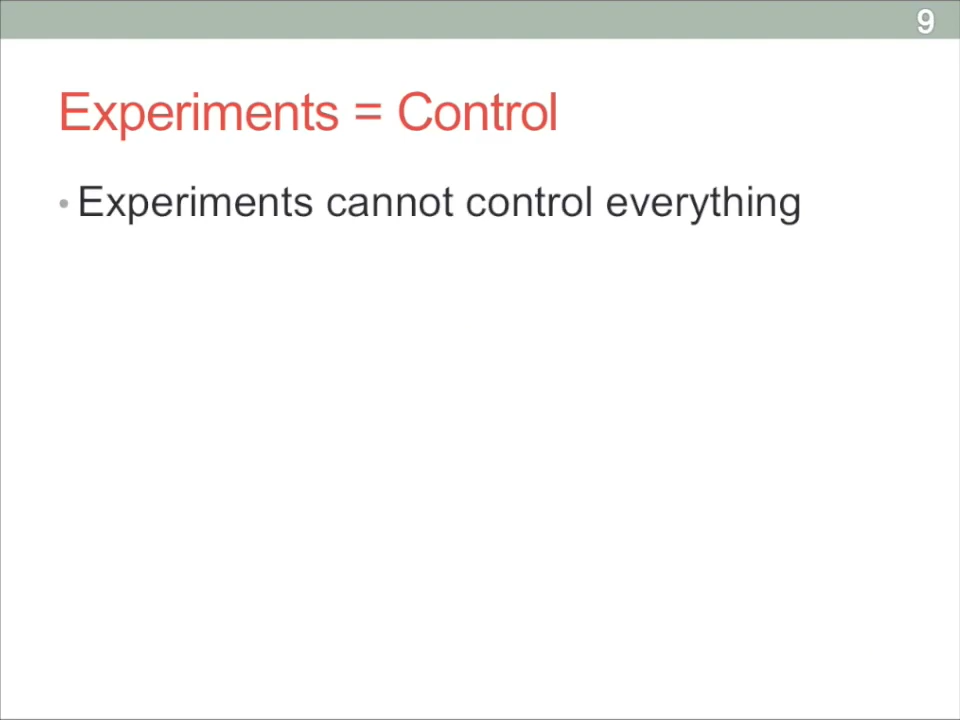 9
Experiments = Control
• Experiments cannot control everything